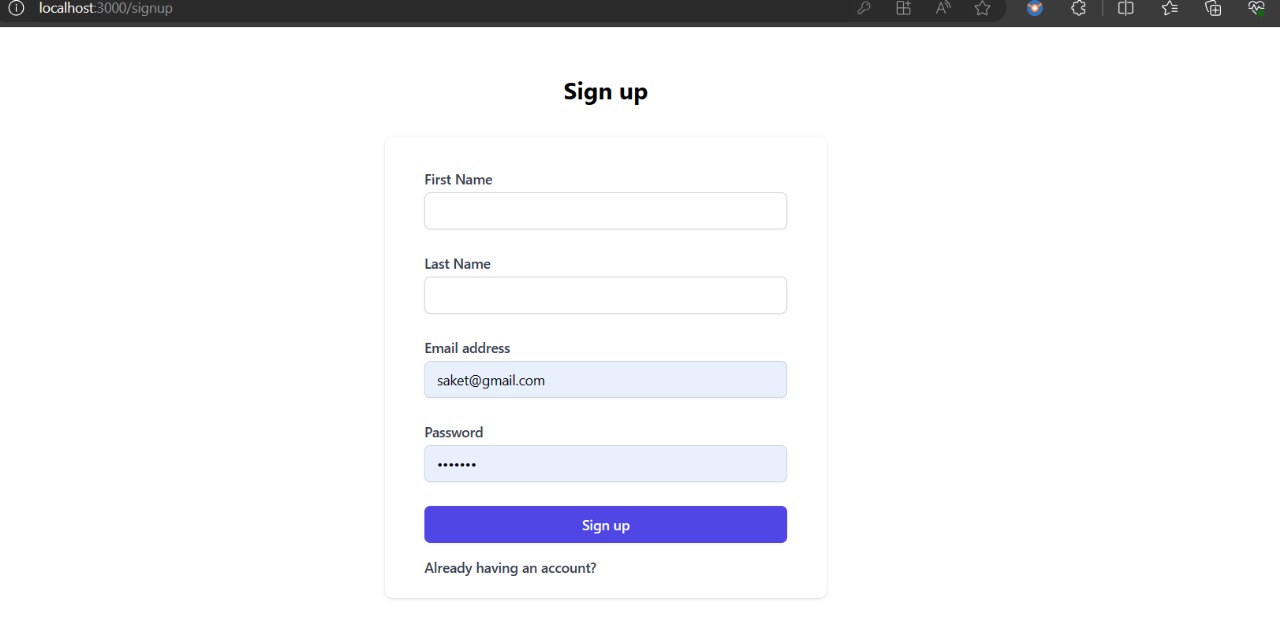 localhost:3000/signup
Sign up
First Name
Last Name
Email address
saket@gmail.com
Password
•••••••
Sign up
Already having an account?